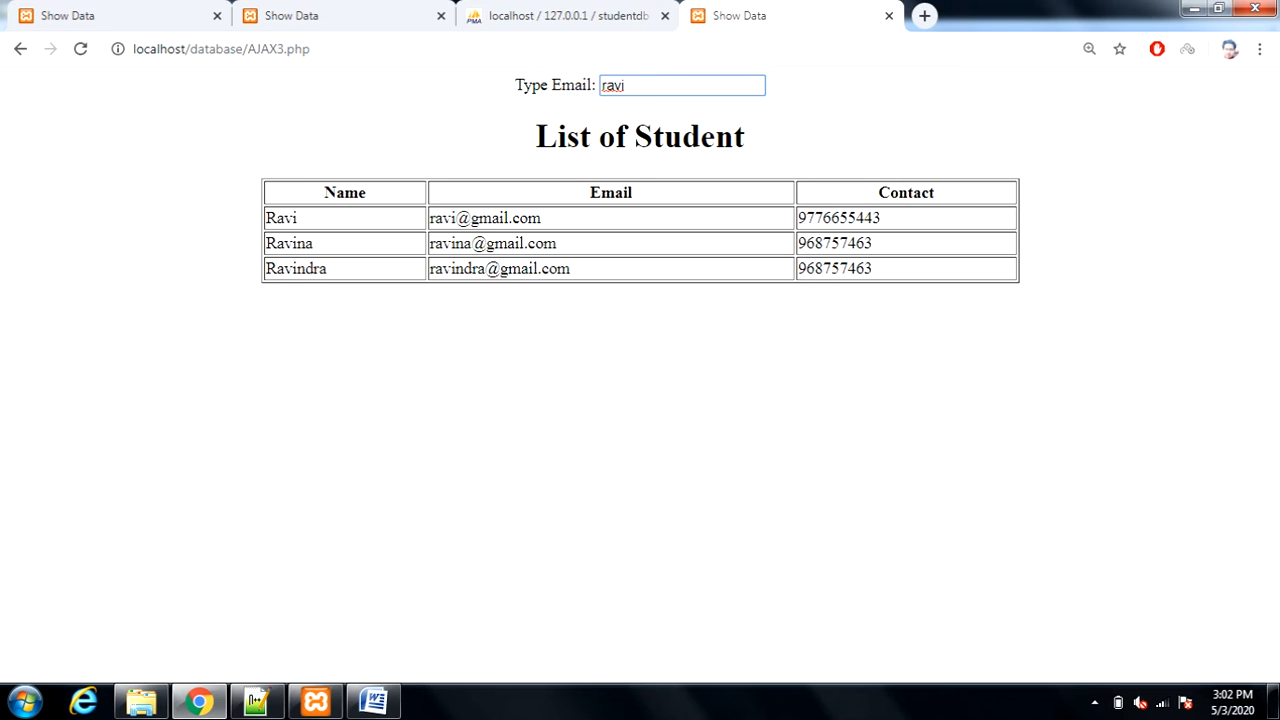 Show Data
Show Data
localhost / 127.0.0.1 / studentdb
Show Data
localhost/database/AJAX3.php
Type Email: ravi
List of Student
Name Email Contact
Ravi ravi@gmail.com 9776655443
Ravina ravina@gmail.com 968757463
Ravindra ravindra@gmail.com 968757463
3:02 PM
5/3/2020